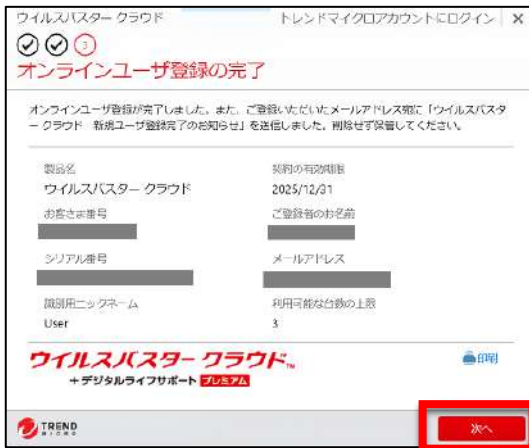 ウイルスバスター クラウド
トレンドマイクロアカウントにログイン
3
オンラインユーザ登録の完了
オンラインユーザ登録が完了しました。また、ご登録いただいたメールアドレス宛に「ウイルスバスタ
ー クラウド 新規ユーザ登録完了のお知らせ」を送信しました。削除せず保管してください。
製品名
契約の有効期限
ウイルスバスター クラウド
2025/12/31
お客さま番号
ご登録者のお名前
シリアル番号
メールアドレス
識別用ニックネーム
利用可能な台数の上限
User
3
ウイルスバスター クラウド™
+デジタルライフサポート プレミアム
印刷
TREND
MICRO
次へ